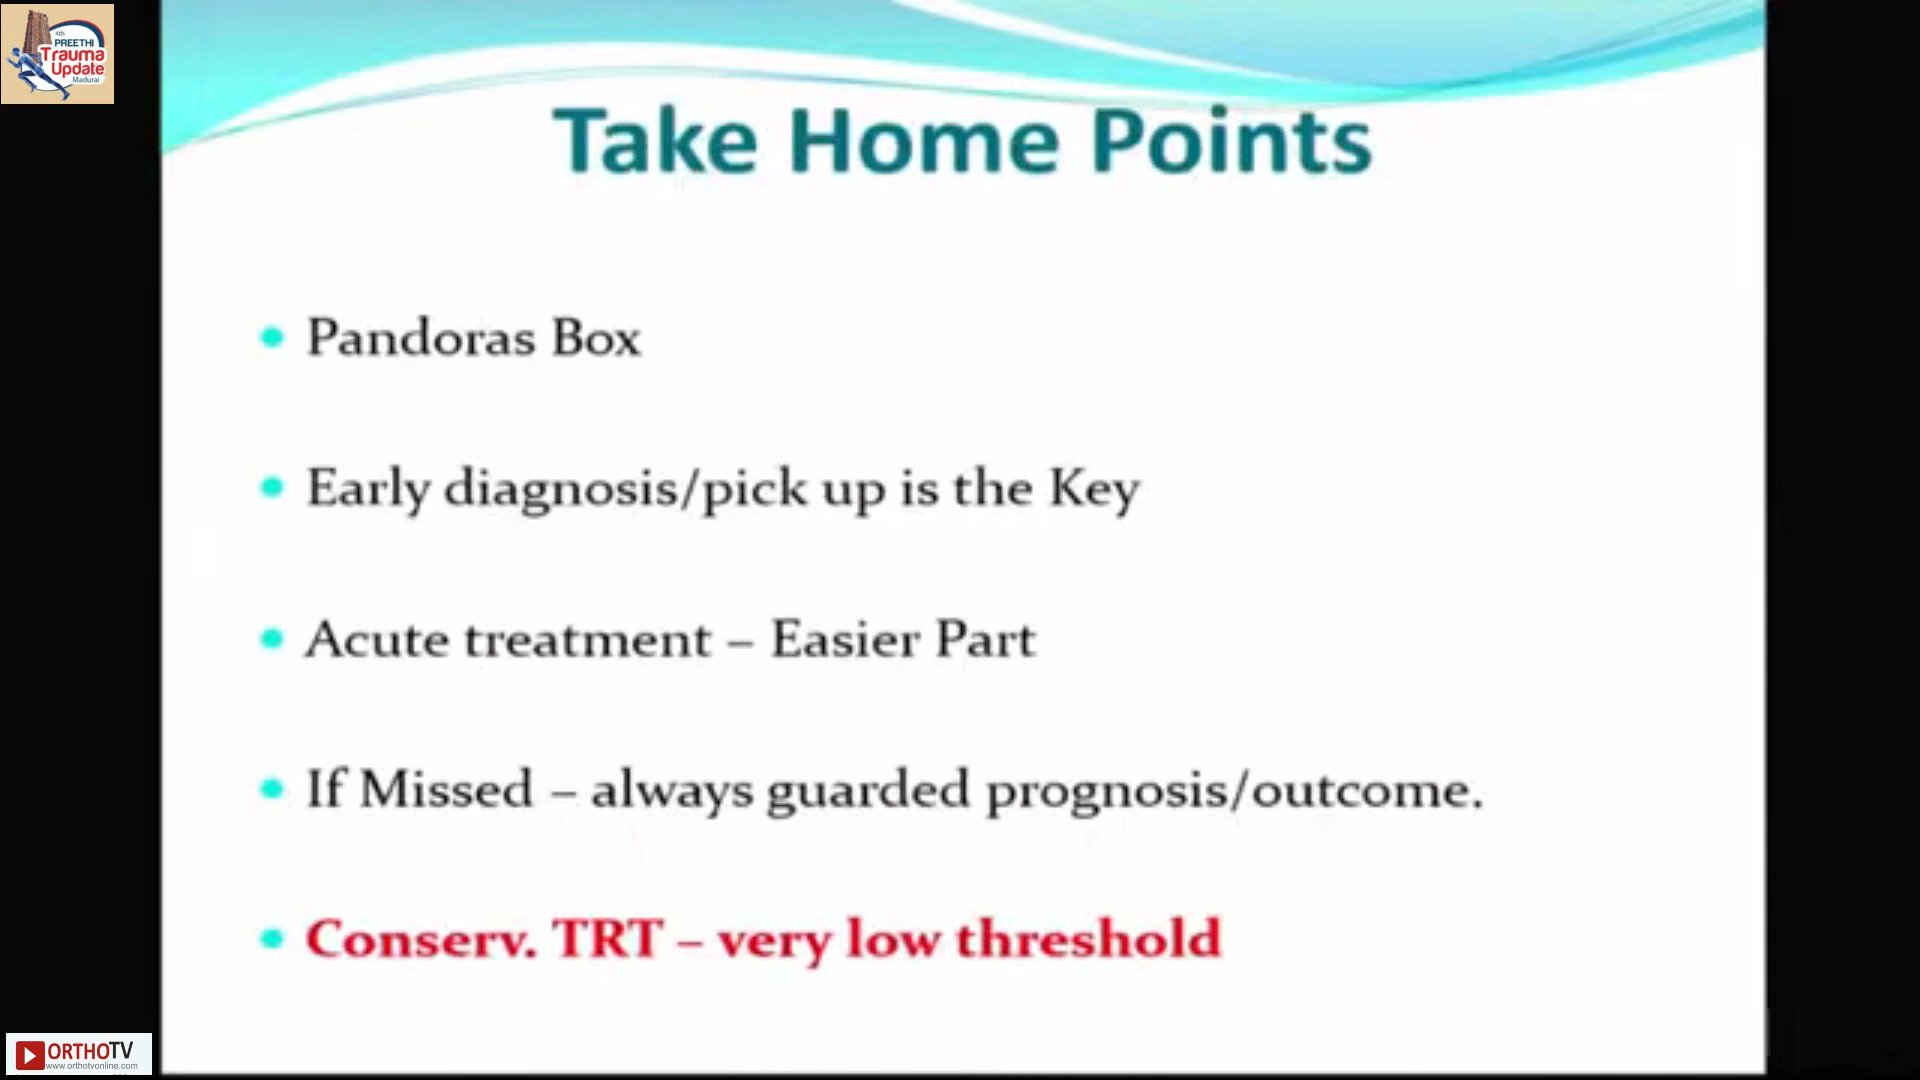 4th
PREETHI
Trauma
Update
Madurai
Take Home Points
Pandoras Box
Early diagnosis/pick up is the Key
Acute treatment – Easier Part
If Missed – always guarded prognosis/outcome.
Conserv. TRT – very low threshold
ORTHOTV
www.orthotvonline.com